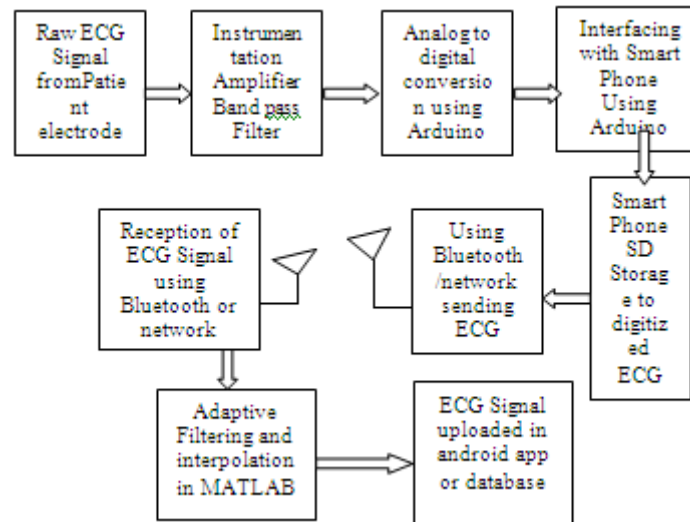 Raw ECG
Signal
fromPatie
nt
electrode
Instrumen
tation
Amplifier
Band pass
Filter
Analog to
digital
conversio
n using
Arduino
Interfacing
with Smart
Phone
Using
Arduino
Smart
Phone
SD
Storag
e to
digitiz
ed
ECG
Using
Bluetooth
/network
sending
ECG
Reception of
ECG Signal
using
Bluetooth or
network
Adaptive
Filtering and
interpolation
in MATLAB
ECG Signal
uploaded in
android app
or database